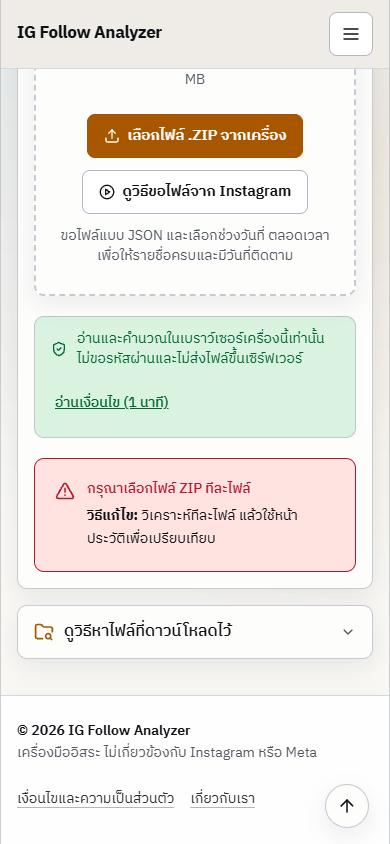 IG Follow Analyzer
MB
เลือกไฟล์ .ZIP จากเครื่อง
ดูวิธีขอไฟล์จาก Instagram
ขอไฟล์แบบ JSON และเลือกช่วงวันที่ ตลอดเวลา
เพื่อให้รายชื่อครบและมีวันที่ติดตาม
อ่านและคำนวณในเบราว์เซอร์เครื่องนี้เท่านั้น
ไม่ขอรหัสผ่านและไม่ส่งไฟล์ขึ้นเซิร์ฟเวอร์
อ่านเงื่อนไข (1 นาที)
กรุณาเลือกไฟล์ ZIP ทีละไฟล์
วิธีแก้ไข: วิเคราะห์ทีละไฟล์ แล้วใช้หน้า
ประวัติเพื่อเปรียบเทียบ
ดูวิธีหาไฟล์ที่ดาวน์โหลดไว้
© 2026 IG Follow Analyzer
เครื่องมืออิสระ ไม่เกี่ยวข้องกับ Instagram หรือ Meta
เงื่อนไขและความเป็นส่วนตัว เกี่ยวกับเรา